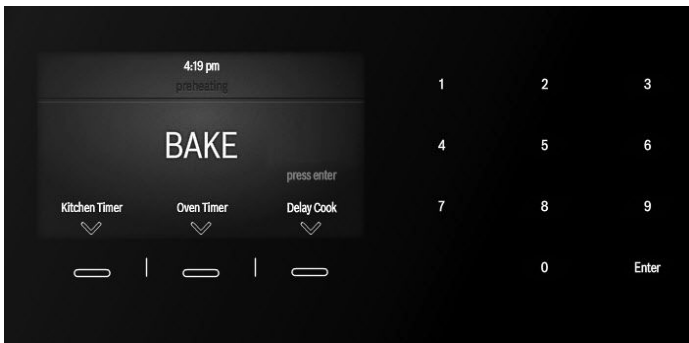 4:19 pm
preheating
BAKE
press enter
Kitchen Timer Oven Timer Delay Cook
1 2 3
4 5 6
7 8 9
0 Enter